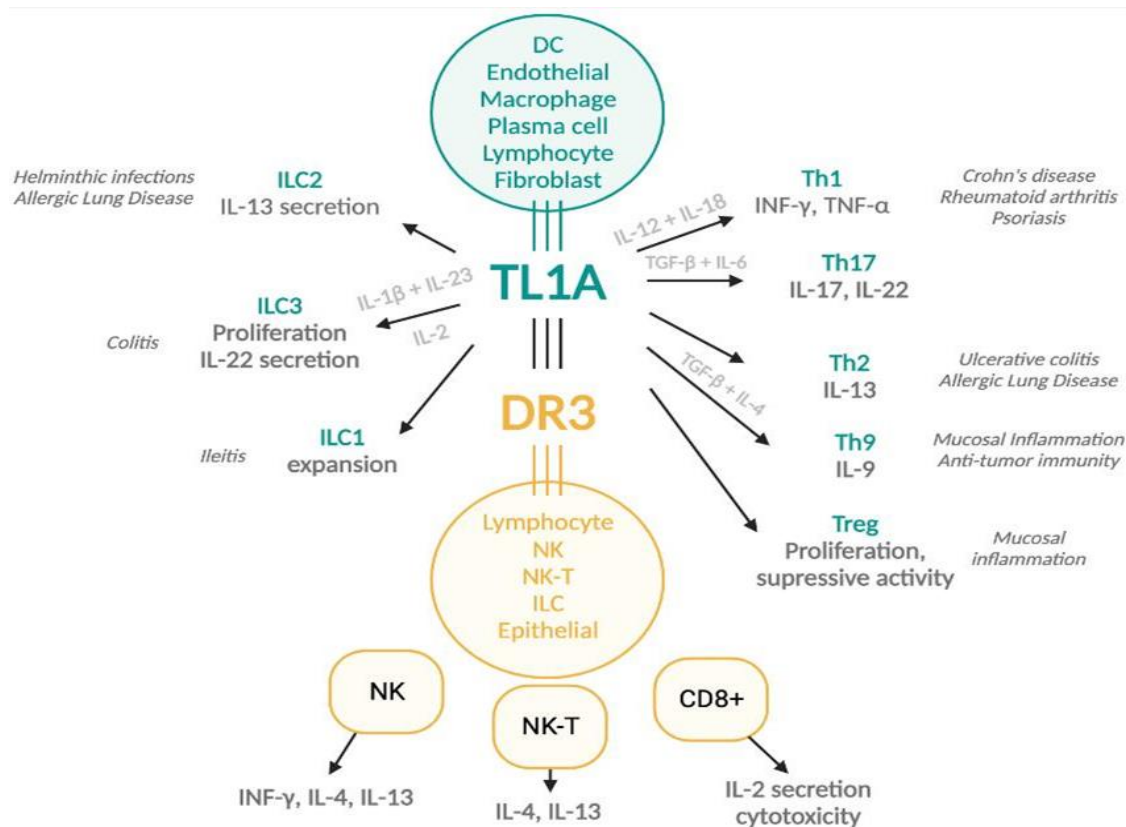 DC
Endothelial
Macrophage
Plasma cell
Lymphocyte
Fibroblast
Helminthic infections
Allergic Lung Disease
ILC2
IL-13 secretion
IL-12 + IL-18
Th1
INF-γ, TNF-α
Crohn's disease
Rheumatoid arthritis
Psoriasis
TL1A
TGF-β + IL-6
Th17
IL-17, IL-22
Colitis
ILC3
Proliferation
IL-22 secretion
IL-1β + IL-23
IL-2
Th2
IL-13
Ulcerative colitis
Allergic Lung Disease
TGF-β + IL-4
DR3
Ileitis
ILC1
expansion
Th9
IL-9
Mucosal Inflammation
Anti-tumor immunity
Treg
Proliferation,
supressive activity
Mucosal
inflammation
Lymphocyte
NK
NK-T
ILC
Epithelial
NK
NK-T
CD8+
INF-γ, IL-4, IL-13
IL-4, IL-13
IL-2 secretion
cytotoxicity